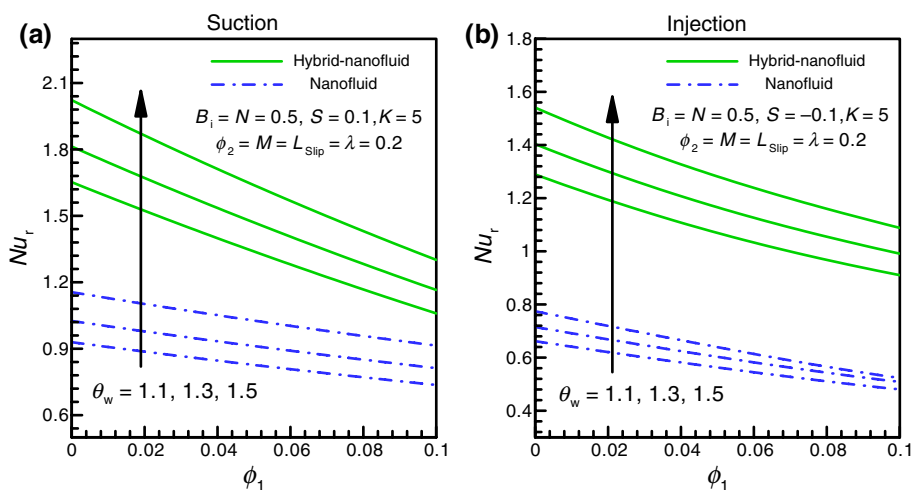 (a)
Suction
Hybrid-nanofluid
Nanofluid
B_i = N = 0.5, S = 0.1, K = 5
ϕ_2 = M = L_Slip = λ = 0.2
θ_w = 1.1, 1.3, 1.5
Nu_r
2.1
1.8
1.5
1.2
0.9
0.6
0 0.02 0.04 0.06 0.08 0.1
ϕ_1
(b)
Injection
Hybrid-nanofluid
Nanofluid
B_i = N = 0.5, S = −0.1, K = 5
ϕ_2 = M = L_Slip = λ = 0.2
θ_w = 1.1, 1.3, 1.5
Nu_r
1.8
1.6
1.4
1.2
1
0.8
0.6
0.4
0 0.02 0.04 0.06 0.08 0.1
ϕ_1